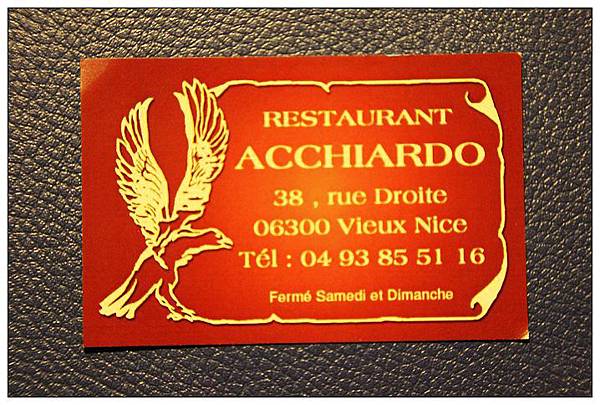 RESTAURANT
ACCHIARDO
38 , rue Droite
06300 Vieux Nice
Tél : 04 93 85 51 16
Fermé Samedi et Dimanche